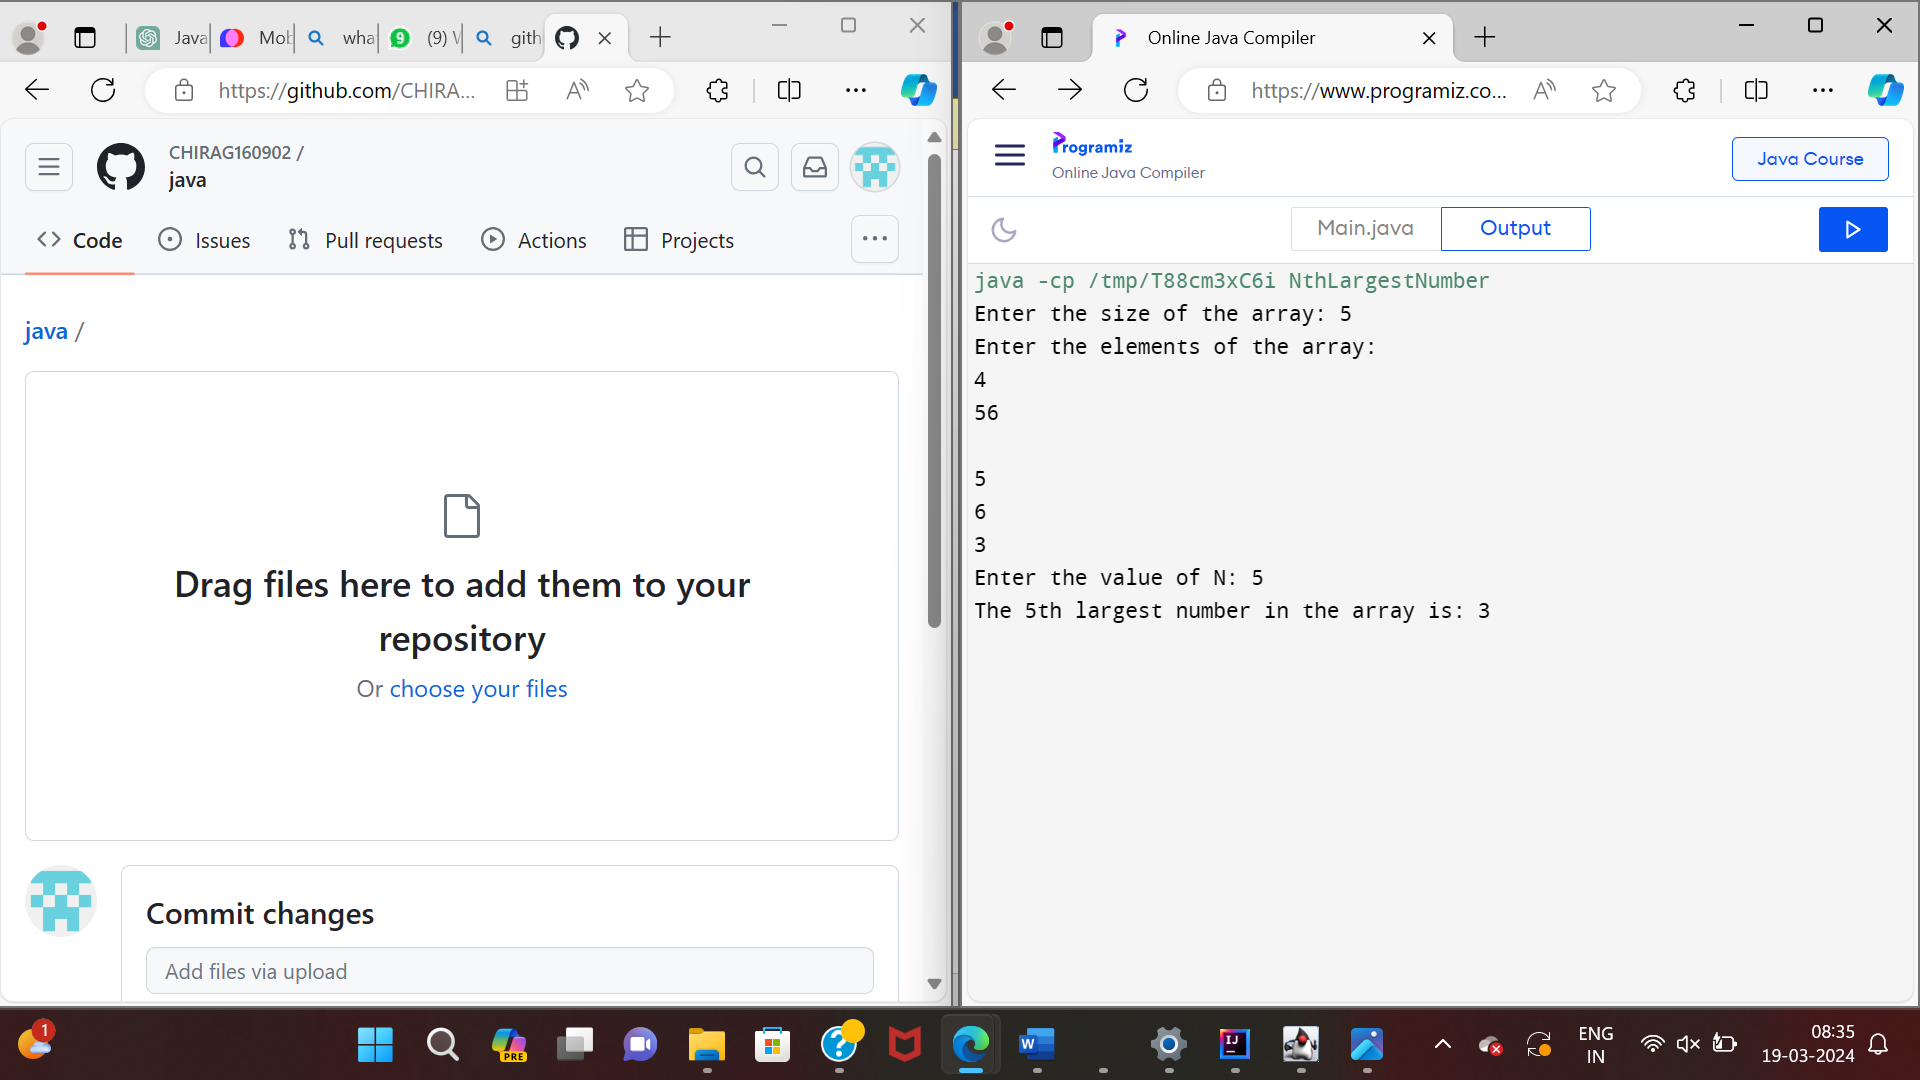 Java
Mob
wha
(9) W
gith
https://github.com/CHIRA...
CHIRAG160902 /
java
Code
Issues
Pull requests
Actions
Projects
java /
Drag files here to add them to your
repository
Or choose your files
Commit changes
Add files via upload
Online Java Compiler
https://www.programiz.co...
Programiz
Online Java Compiler
Java Course
Main.java
Output
java -cp /tmp/T88cm3xC6i NthLargestNumber
Enter the size of the array: 5
Enter the elements of the array:
4
56
5
6
3
Enter the value of N: 5
The 5th largest number in the array is: 3
1
PRE
W
IJ
ENG
IN
08:35
19-03-2024